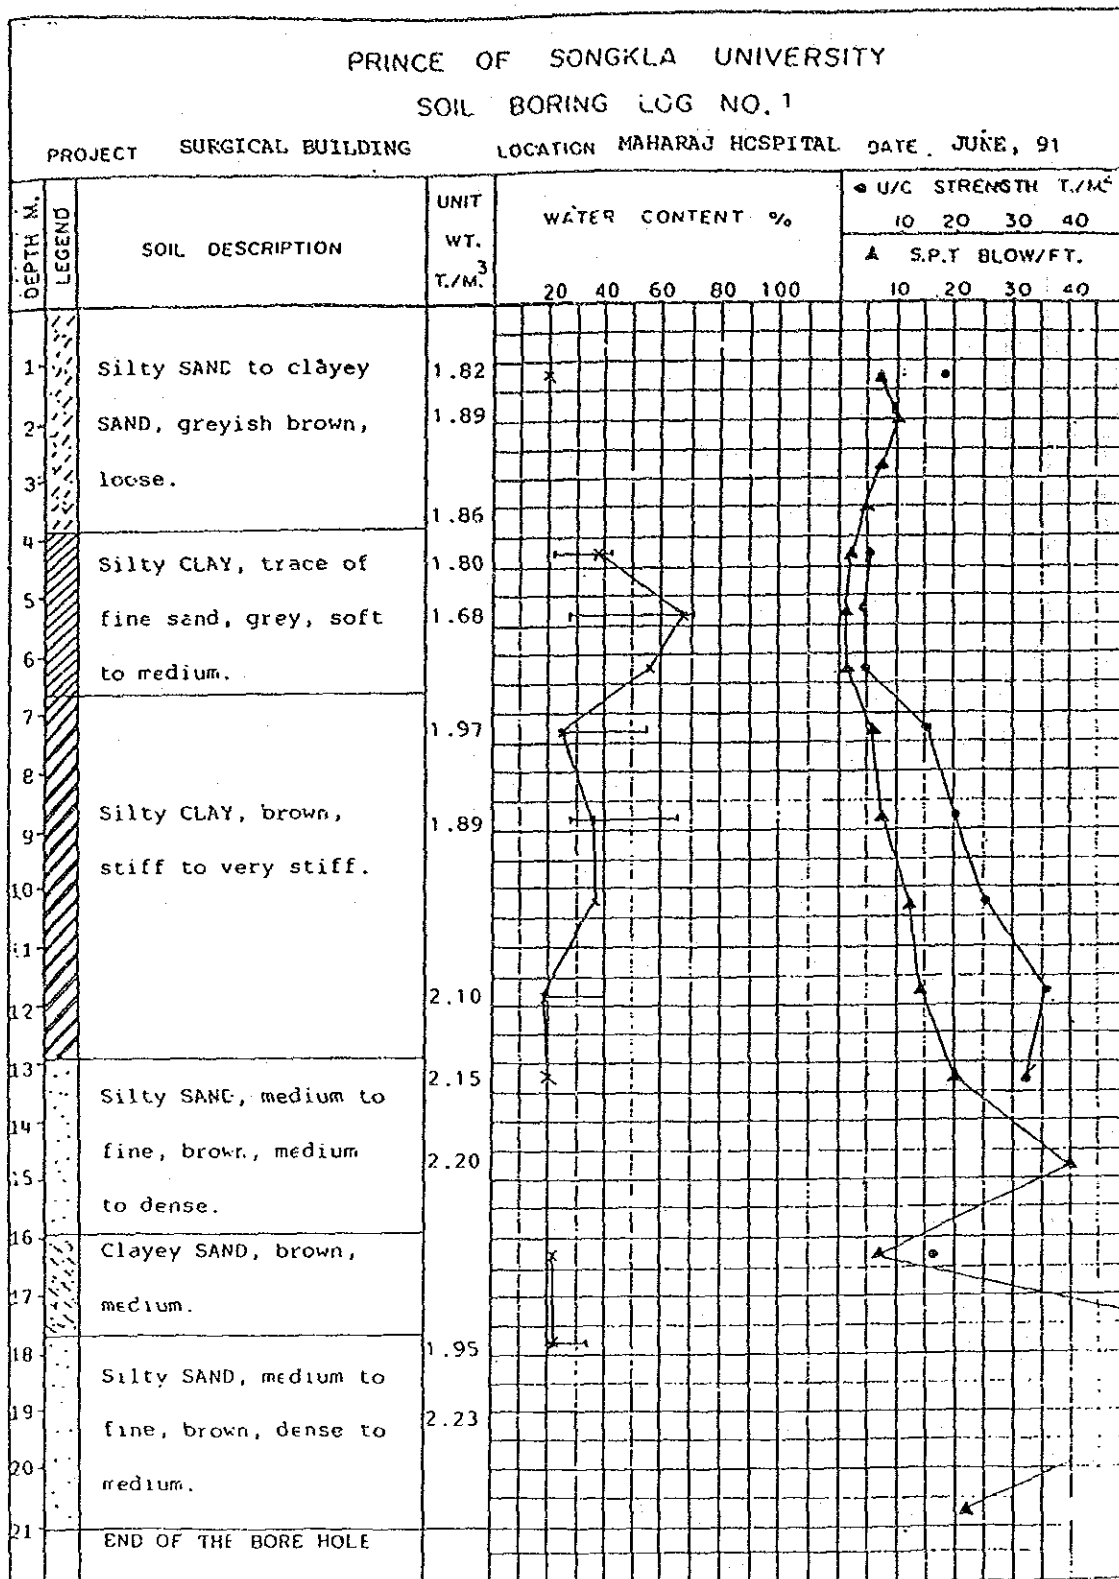 PRINCE OF SONGKLA UNIVERSITY
SOIL BORING LOG NO. 1
PROJECT SURGICAL BUILDING LOCATION MAHARAJ HOSPITAL DATE. JUNE, 91
DEPTH M.
LEGEND
SOIL DESCRIPTION
UNIT
WT.
T./M.³
WATER CONTENT %
20 40 60 80 100
● U/C STRENGTH T./M²
10 20 30 40
▲ S.P.T BLOW/FT.
10 20 30 40
1
Silty SAND to clayey
1.82
2
SAND, greyish brown,
1.89
3
loose.
1.86
4
Silty CLAY, trace of
1.80
5
fine sand, grey, soft
1.68
6
to medium.
7
1.97
8
Silty CLAY, brown,
1.89
9
stiff to very stiff.
10
11
12
2.10
13
Silty SAND, medium to
2.15
14
fine, brown, medium
2.20
15
to dense.
16
Clayey SAND, brown,
17
medium.
18
1.95
Silty SAND, medium to
19
2.23
fine, brown, dense to
20
medium.
21
END OF THE BORE HOLE